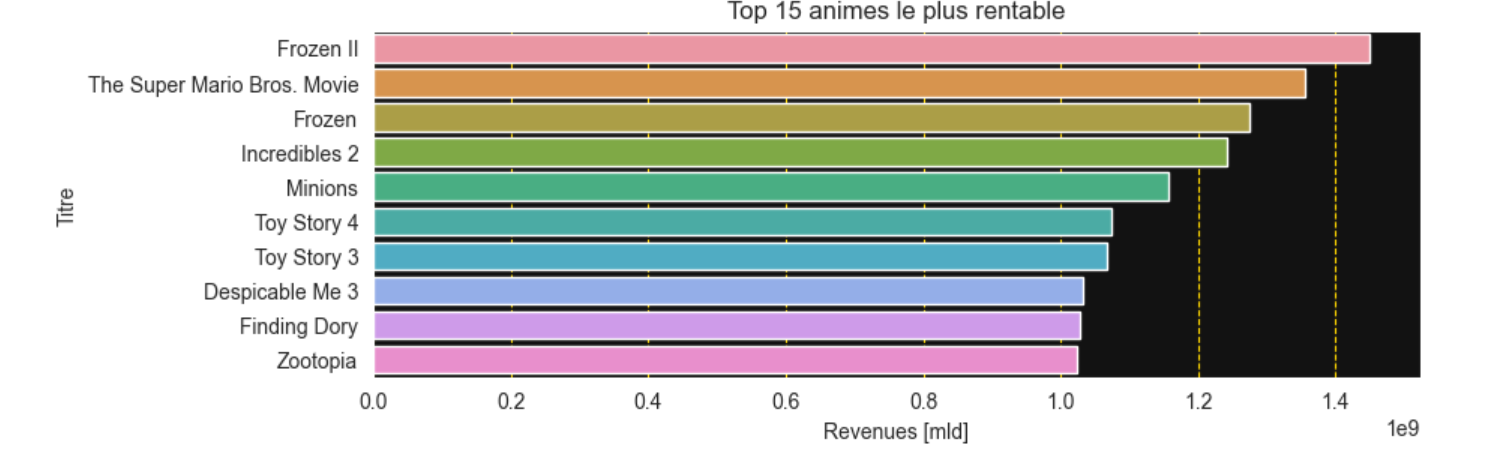 Top 15 animes le plus rentable
Titre
Frozen II
The Super Mario Bros. Movie
Frozen
Incredibles 2
Minions
Toy Story 4
Toy Story 3
Despicable Me 3
Finding Dory
Zootopia
0.0 0.2 0.4 0.6 0.8 1.0 1.2 1.4
Revenues [mld]
1e9